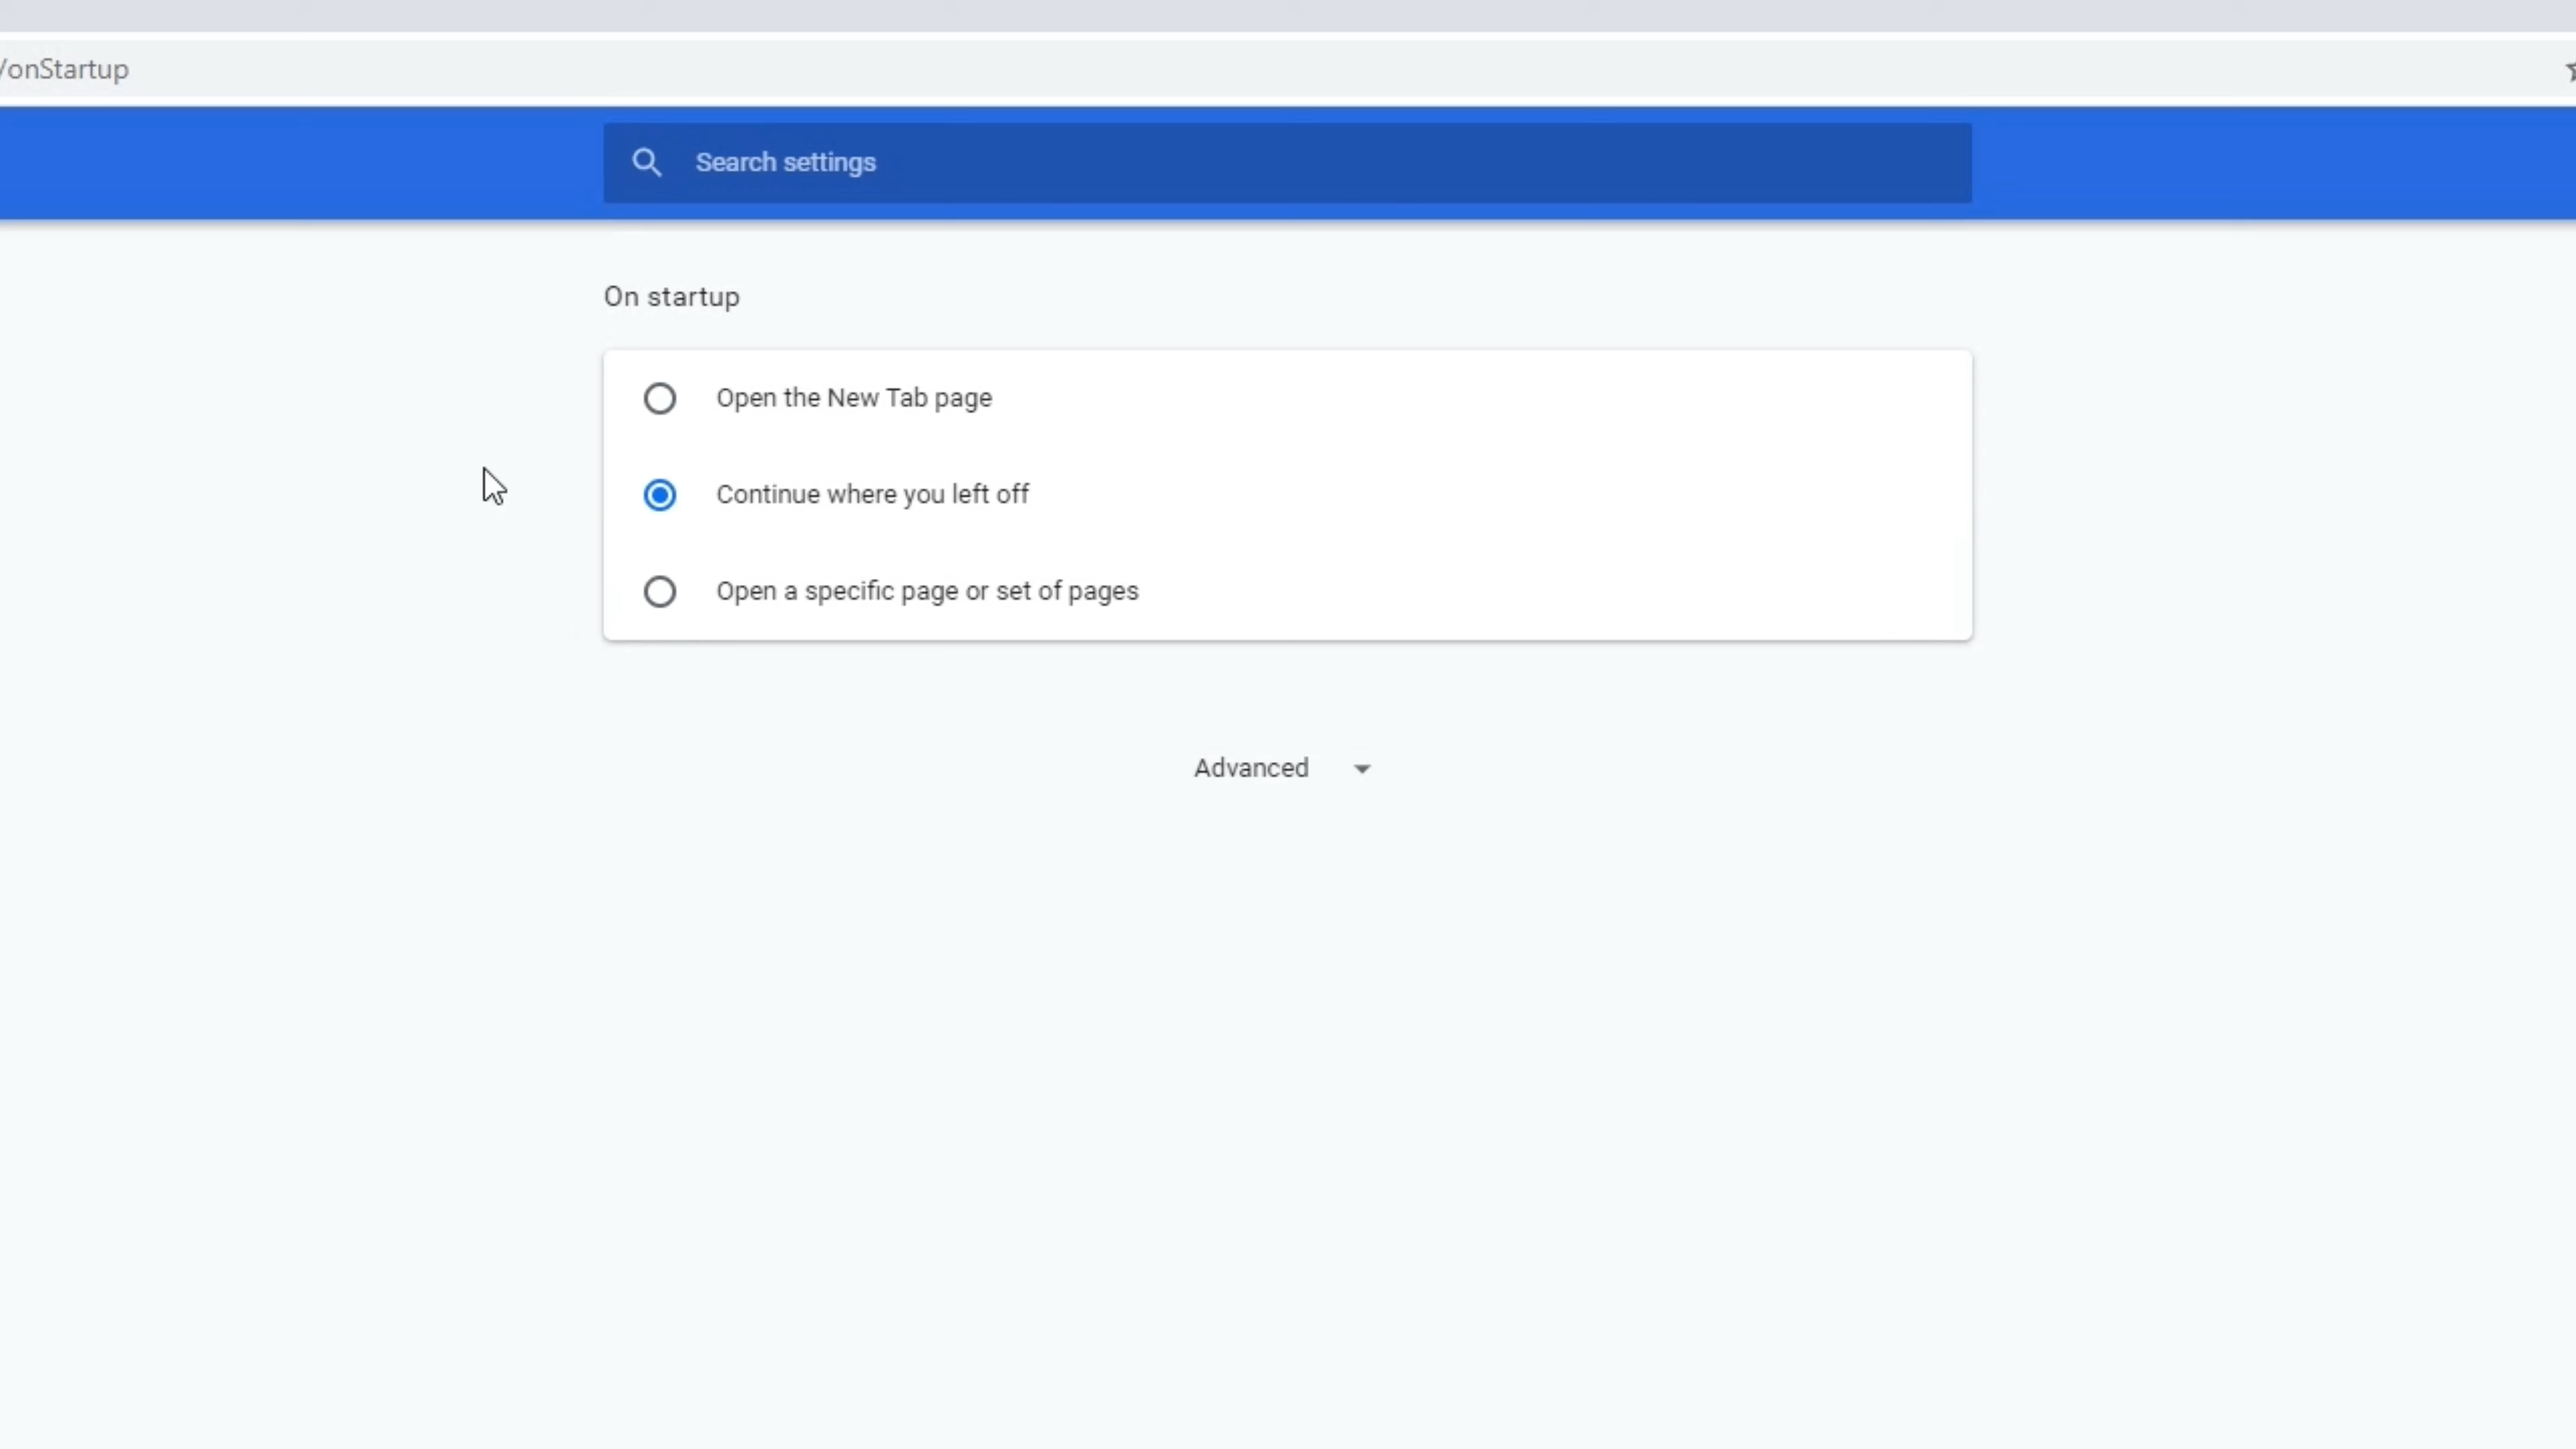 /onStartup
Search settings
On startup
Open the New Tab page
Continue where you left off
Open a specific page or set of pages
Advanced